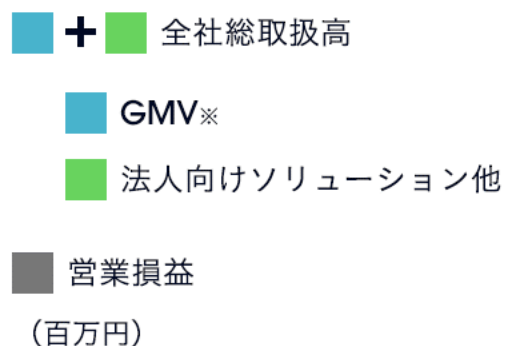 + 全社総取扱高
GMV※
法人向けソリューション他
営業損益
（百万円）